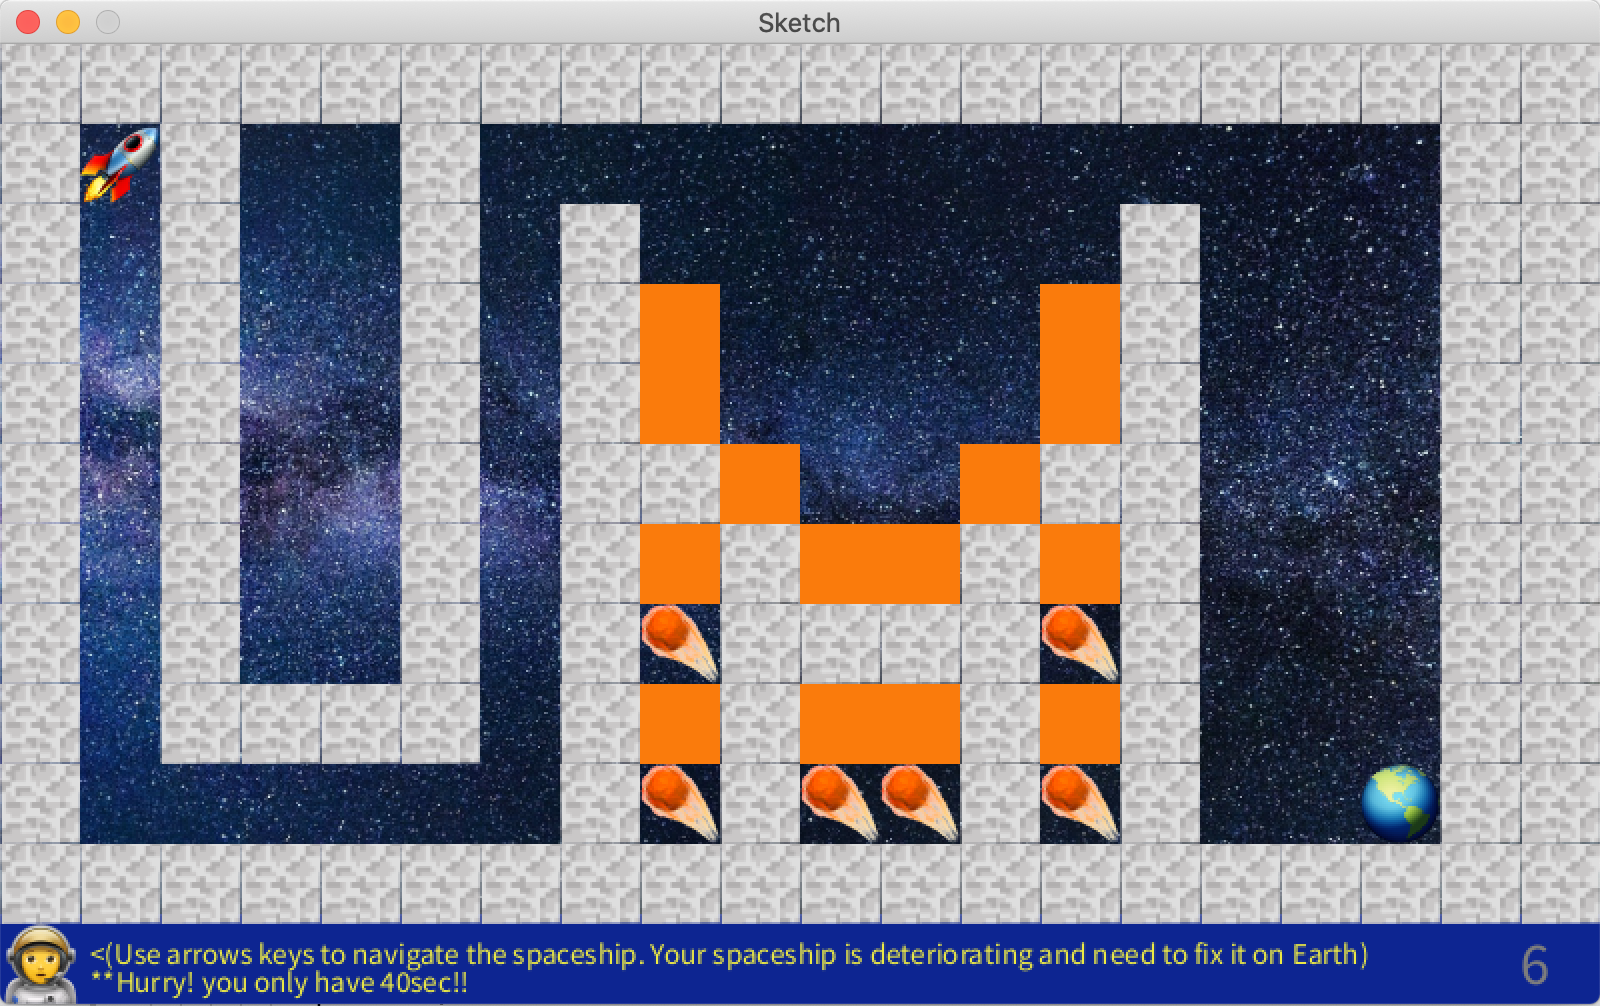 Sketch
<(Use arrows keys to navigate the spaceship. Your spaceship is deteriorating and need to fix it on Earth)
**Hurry! you only have 40sec!!
6